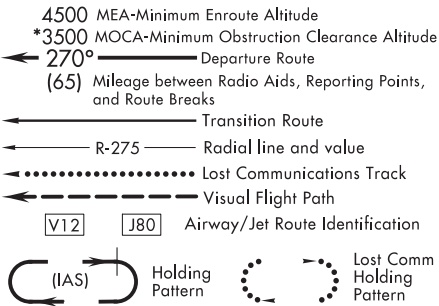 4500 MEA-Minimum Enroute Altitude
*3500 MOCA-Minimum Obstruction Clearance Altitude
270° Departure Route
(65) Mileage between Radio Aids, Reporting Points,
and Route Breaks
Transition Route
R-275 Radial line and value
Lost Communications Track
Visual Flight Path
V12 J80 Airway/Jet Route Identification
(IAS) Holding Pattern
Lost Comm Holding Pattern